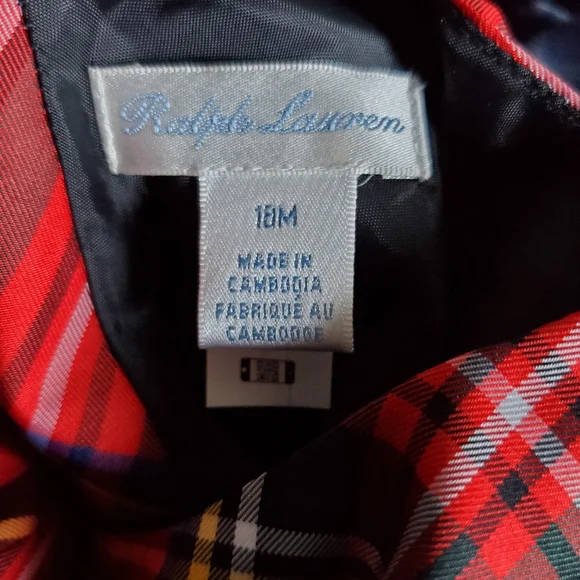 Ralph Lauren
18M
MADE IN
CAMBODIA
FABRIQUÉ AU
CAMBODGE